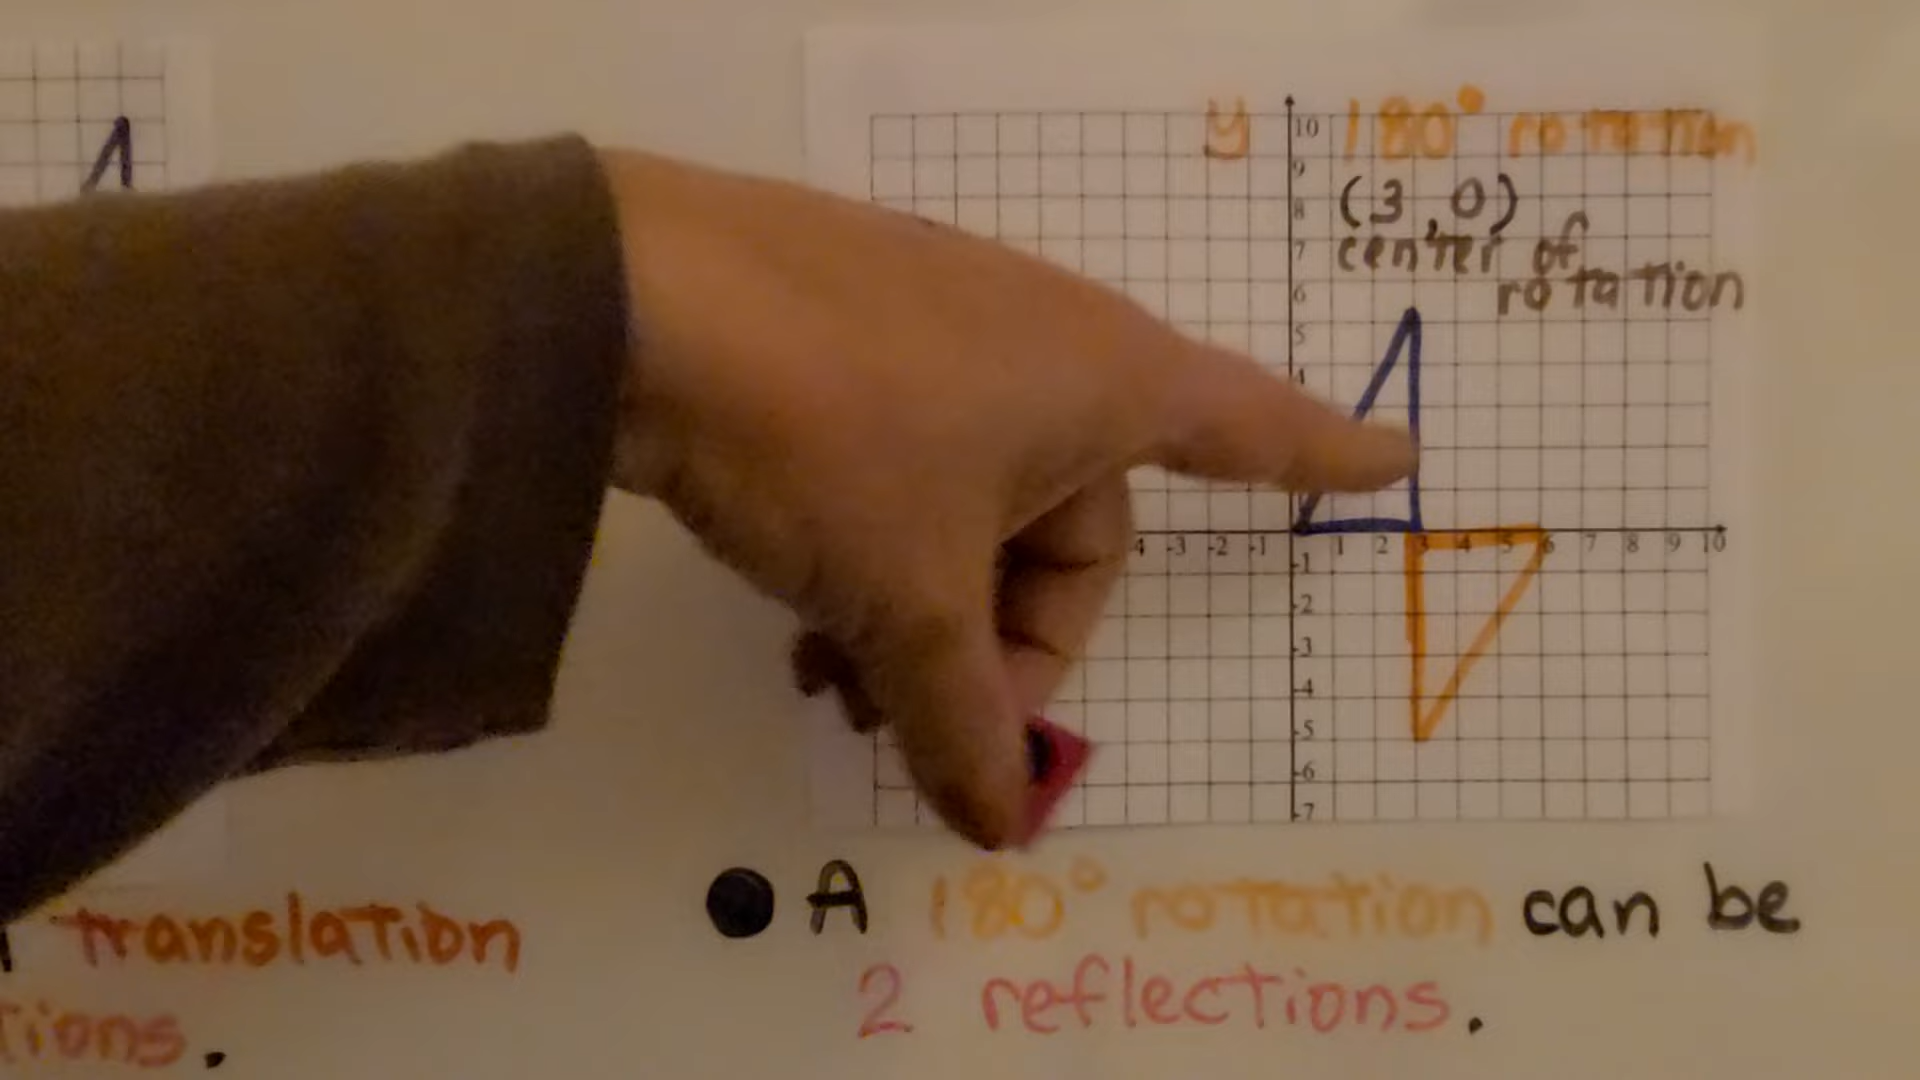 y 180° rotation
(3,0)
center of
rotation
10
9
8
7
6
5
4
-4 -3 -2 -1 1 2 3 4 5 6 7 8 9 10
-1
-2
-3
-4
-5
-6
-7
translation
tions.
● A 180° rotation can be
2 reflections.